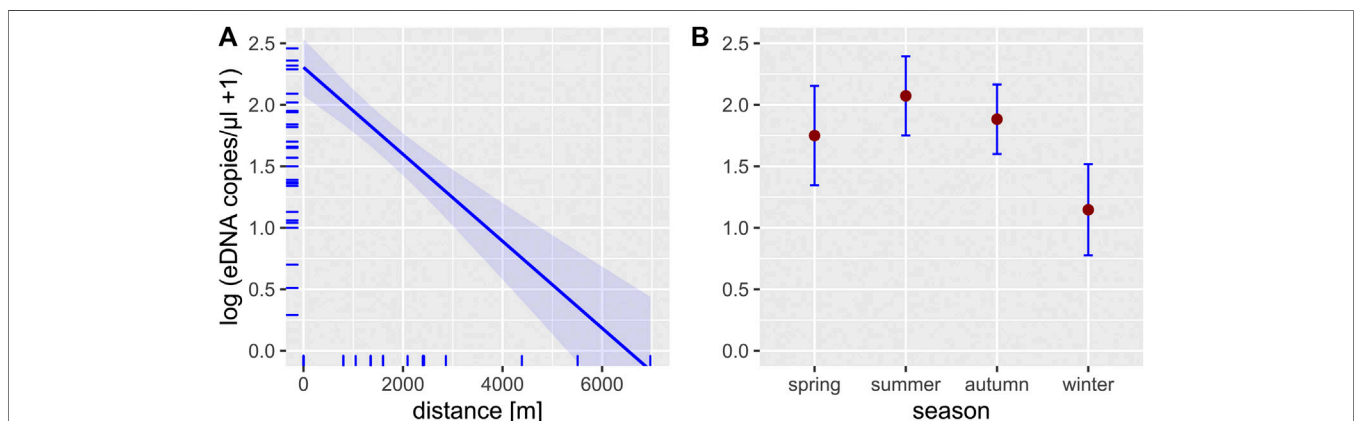 A
log (eDNA copies/µl +1)
2.5
2.0
1.5
1.0
0.5
0.0
0 2000 4000 6000
distance [m]
B
2.5
2.0
1.5
1.0
0.5
0.0
spring summer autumn winter
season